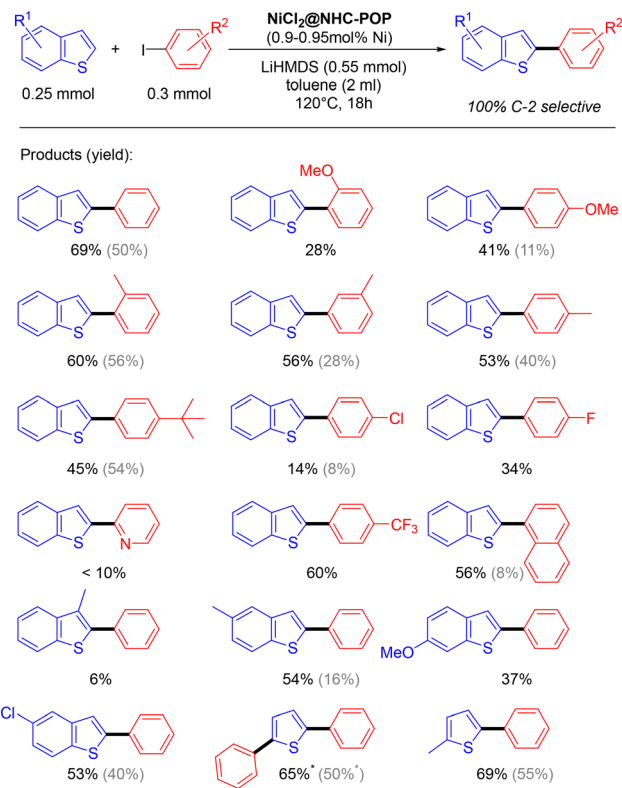 R1 R2 NiCl2@NHC-POP R1 R2
+ I (0.9-0.95mol% Ni)
S LiHMDS (0.55 mmol) S
0.25 mmol 0.3 mmol toluene (2 ml)
120°C, 18h 100% C-2 selective
Products (yield):
MeO
S S S OMe
69% (50%) 28% 41% (11%)
S S S
60% (56%) 56% (28%) 53% (40%)
S S Cl S F
45% (54%) 14% (8%) 34%
S N S CF3 S
< 10% 60% 56% (8%)
S S MeO S
6% 54% (16%) 37%
Cl S S S
53% (40%) 65%* (50%*) 69% (55%)